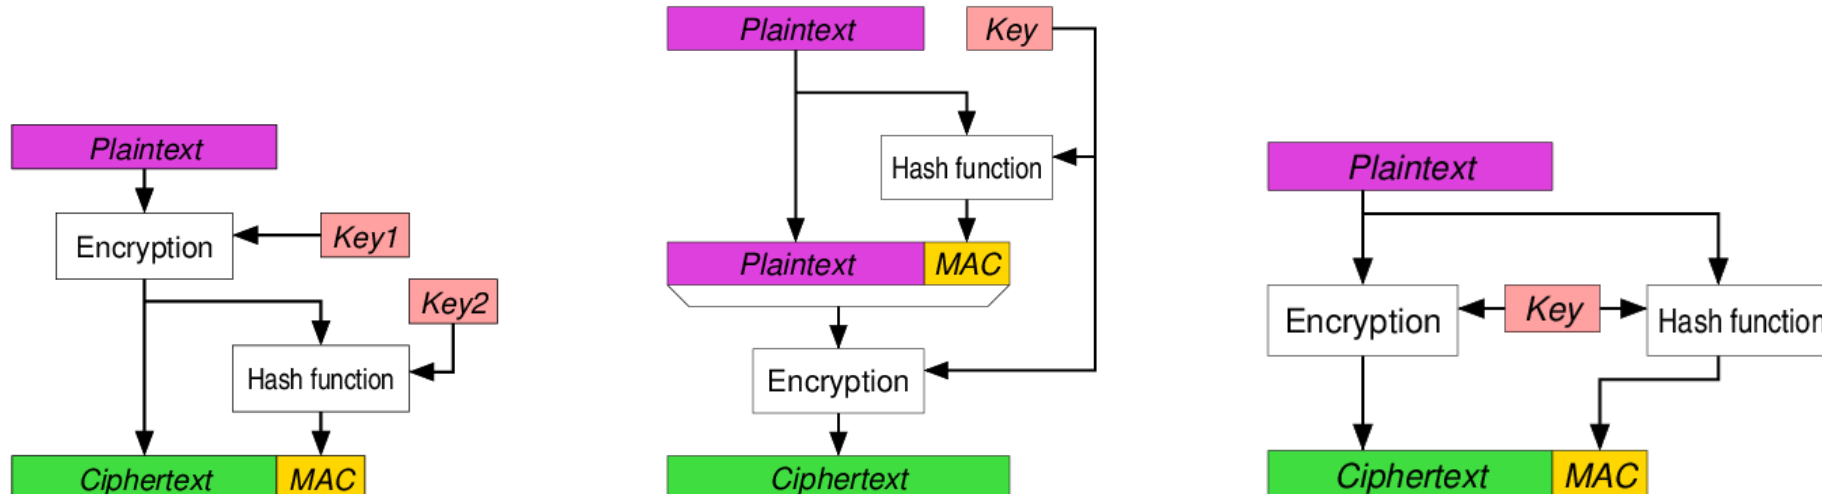 Plaintext
Encryption
Key1
Key2
Hash function
Ciphertext
MAC
Plaintext
Key
Hash function
Plaintext
MAC
Encryption
Ciphertext
Plaintext
Encryption
Key
Hash function
Ciphertext
MAC